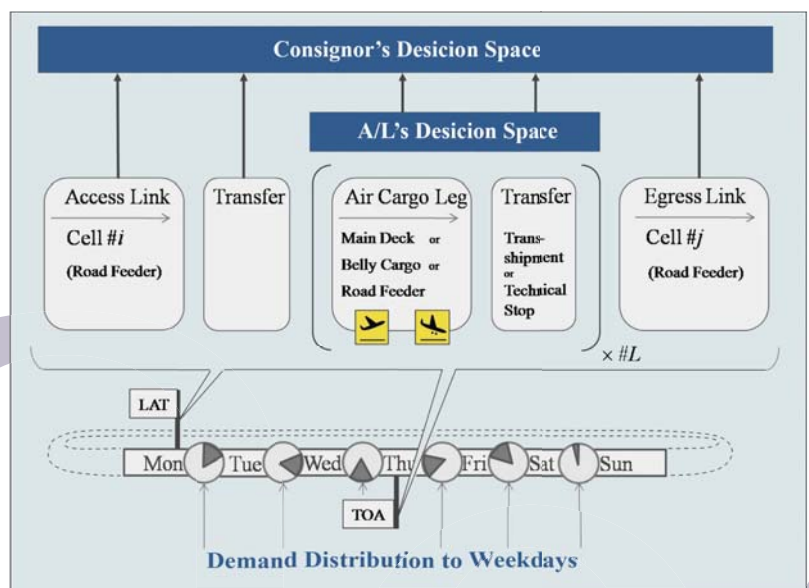 Consignor's Desicion Space
A/L's Desicion Space
Access Link
Cell #i
(Road Feeder)
Transfer
Air Cargo Leg
Main Deck or
Belly Cargo or
Road Feeder
Transfer
Trans-
shipment
or
Technical
Stop
Egress Link
Cell #j
(Road Feeder)
× #L
LAT
Mon Tue Wed Thu Fri Sat Sun
TOA
Demand Distribution to Weekdays